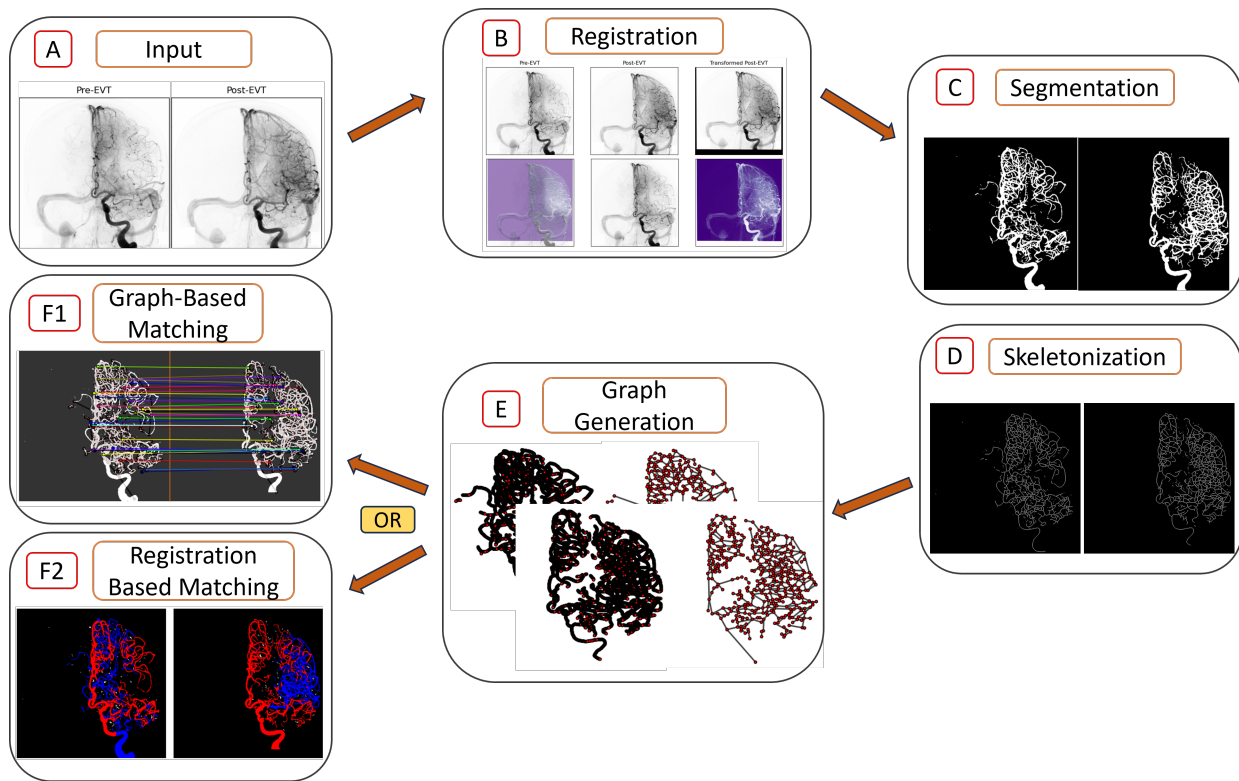 A
Input
Pre-EVT
Post-EVT
B
Registration
Pre-EVT
Post-EVT
Transformed Post-EVT
C
Segmentation
D
Skeletonization
E
Graph
Generation
OR
F1
Graph-Based
Matching
F2
Registration
Based Matching